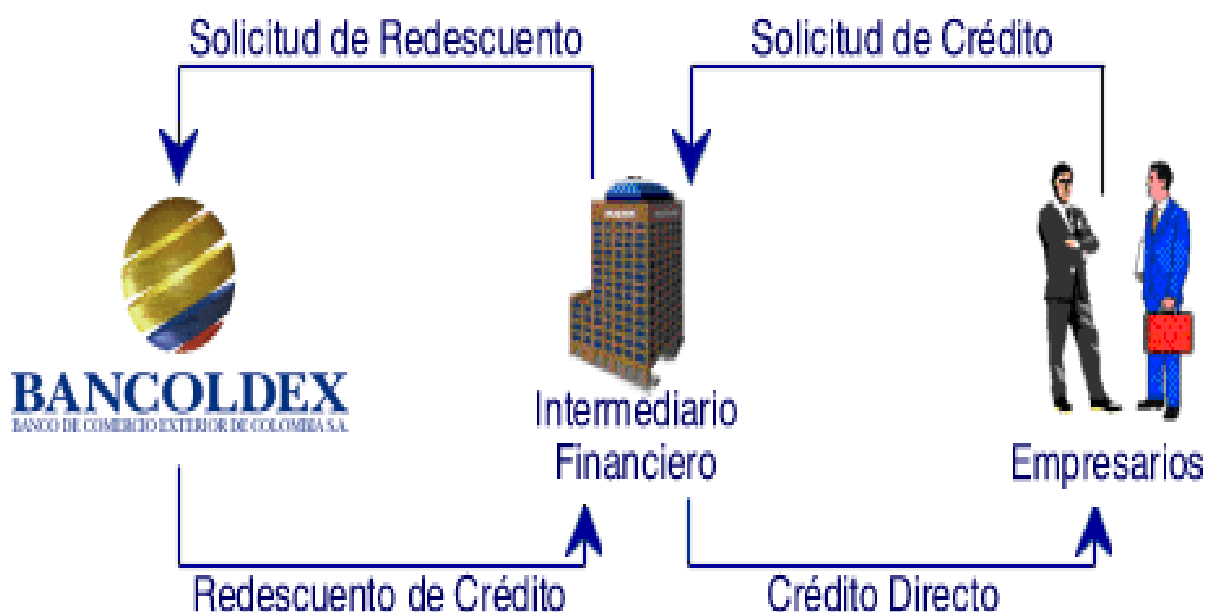 Solicitud de Redescuento
Solicitud de Crédito
BANCOLDEX
BANCO DE COMERCIO EXTERIOR DE COLOMBIA S.A.
Intermediario
Financiero
Empresarios
Redescuento de Crédito
Crédito Directo